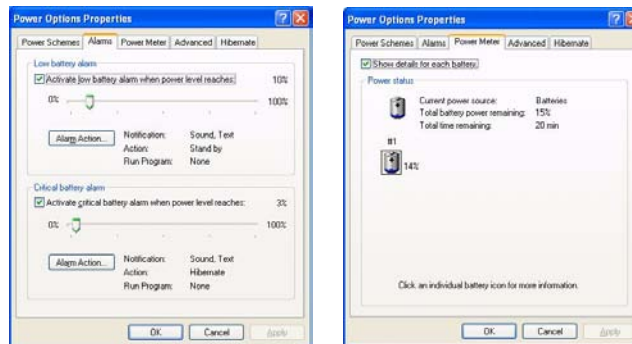 Power Options Properties
Power Schemes Alarms Power Meter Advanced Hibernate
Low battery alarm
Activate low battery alarm when power level reaches: 10%
0% 100%
Alarm Action... Notification: Sound, Text
Action: Stand by
Run Program: None
Critical battery alarm
Activate critical battery alarm when power level reaches: 3%
0% 100%
Alarm Action... Notification: Sound, Text
Action: Hibernate
Run Program: None
OK Cancel Apply
Power Options Properties
Power Schemes Alarms Power Meter Advanced Hibernate
Show details for each battery.
Power status
Current power source: Batteries
Total battery power remaining: 15%
Total time remaining: 20 min
#1
14%
Click an individual battery icon for more information.
OK Cancel Apply